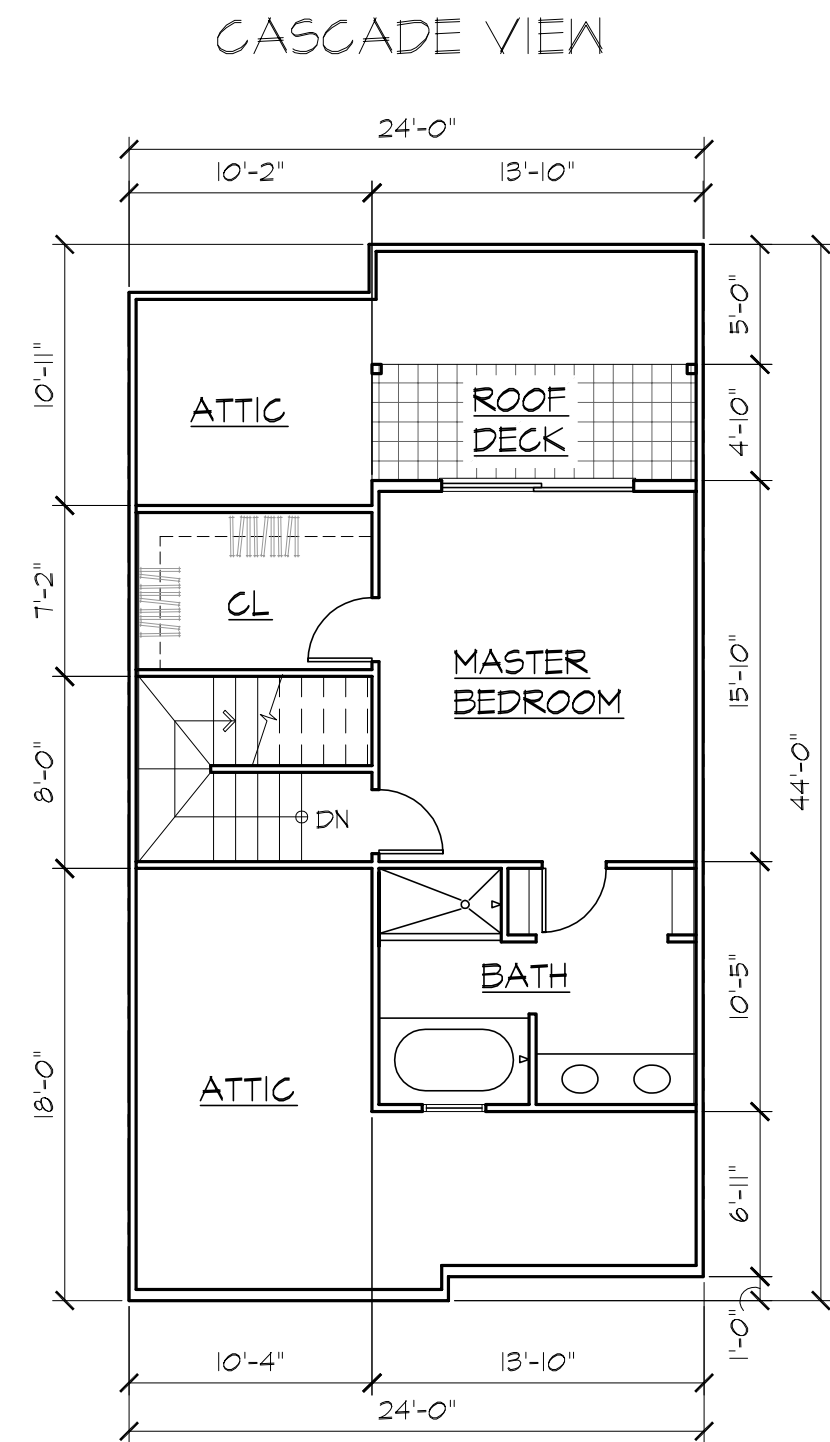 CASCADE VIEW
24'-0"
10'-2"
13'-10"
5'-0"
10'-11"
4'-10"
ATTIC
ROOF
DECK
7'-2"
CL
MASTER
BEDROOM
15'-10"
8'-0"
44'-0"
DN
BATH
10'-5"
18'-0"
ATTIC
6'-11"
1'-0"
10'-4"
13'-10"
24'-0"